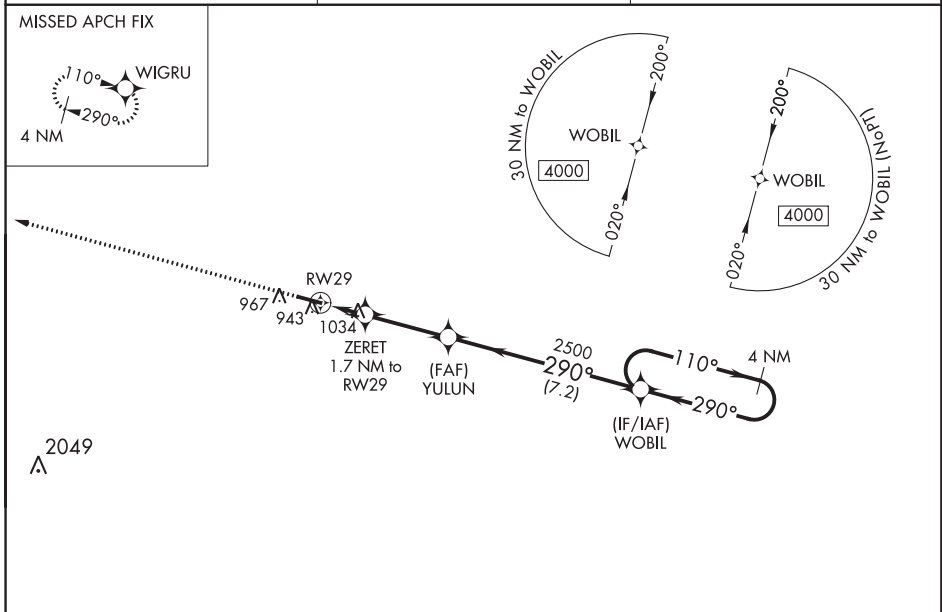 MISSED APCH FIX
110°
WIGRU
290°
4 NM
30 NM to WOBIL
200°
WOBIL
4000
020°
200°
WOBIL
4000
020°
30 NM to WOBIL (NoPT)
RW29
967
943
1034
ZERET
1.7 NM to
RW29
(FAF)
YULUN
2500
290°
(7.2)
110°
4 NM
290°
(IF/IAF)
WOBIL
2049